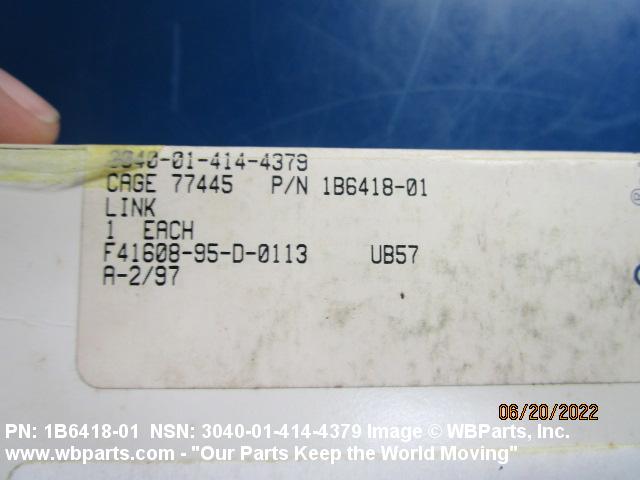 3040-01-414-4379
CAGE 77445 P/N 1B6418-01
LINK
1 EACH
F41608-95-D-0113 UB57
A-2/97
®
06/20/2022
PN: 1B6418-01 NSN: 3040-01-414-4379 Image © WBParts, Inc.
www.wbparts.com - "Our Parts Keep the World Moving"